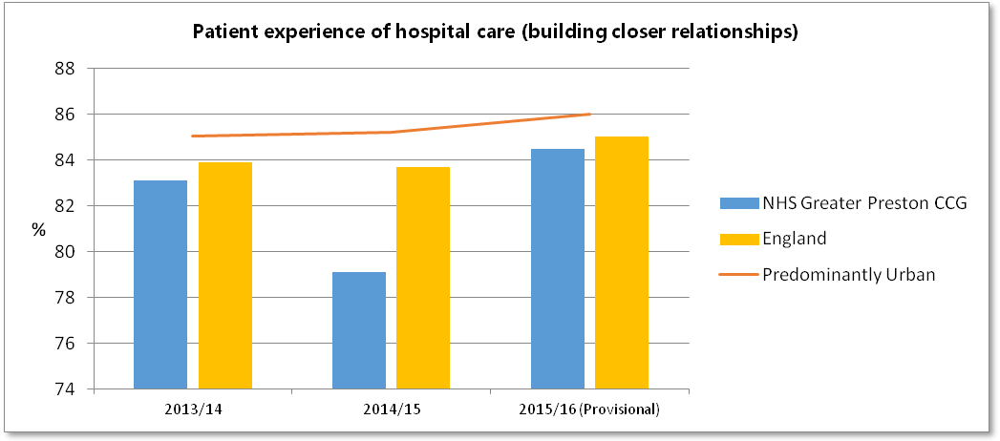 Patient experience of hospital care (building closer relationships)
88
86
84
82
80
78
76
74
%
2013/14
2014/15
2015/16 (Provisional)
NHS Greater Preston CCG
England
Predominantly Urban